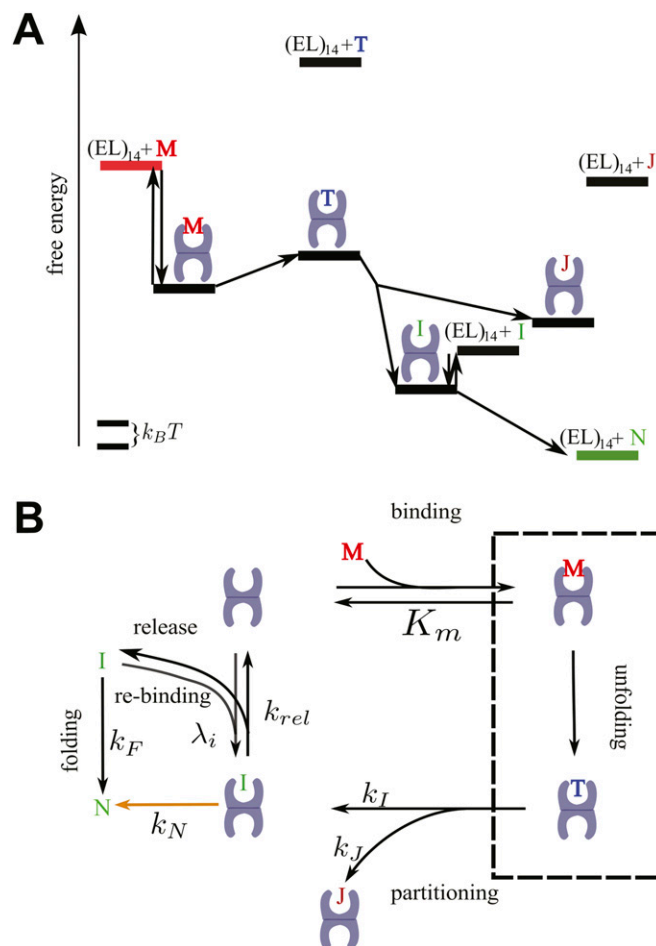 A
(EL)14+T
(EL)14+M
(EL)14+J
M
T
free energy
J
I
(EL)14+ I
}kBT
(EL)14+ N
B
binding
M
M
Km
release
I
re-binding
krel
unfolding
folding
kF
λi
I
T
kI
N
kN
kJ
J
partitioning